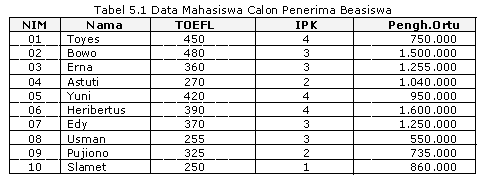 Tabel 5.1 Data Mahasiswa Calon Penerima Beasiswa
NIM Nama TOEFL IPK Pengh.Ortu
01 Toyes 450 4 750.000
02 Bowo 480 3 1.500.000
03 Erna 360 3 1.255.000
04 Astuti 270 2 1.040.000
05 Yuni 420 4 950.000
06 Heribertus 390 4 1.600.000
07 Edy 370 3 1.250.000
08 Usman 255 3 550.000
09 Pujiono 325 2 735.000
10 Slamet 250 1 860.000